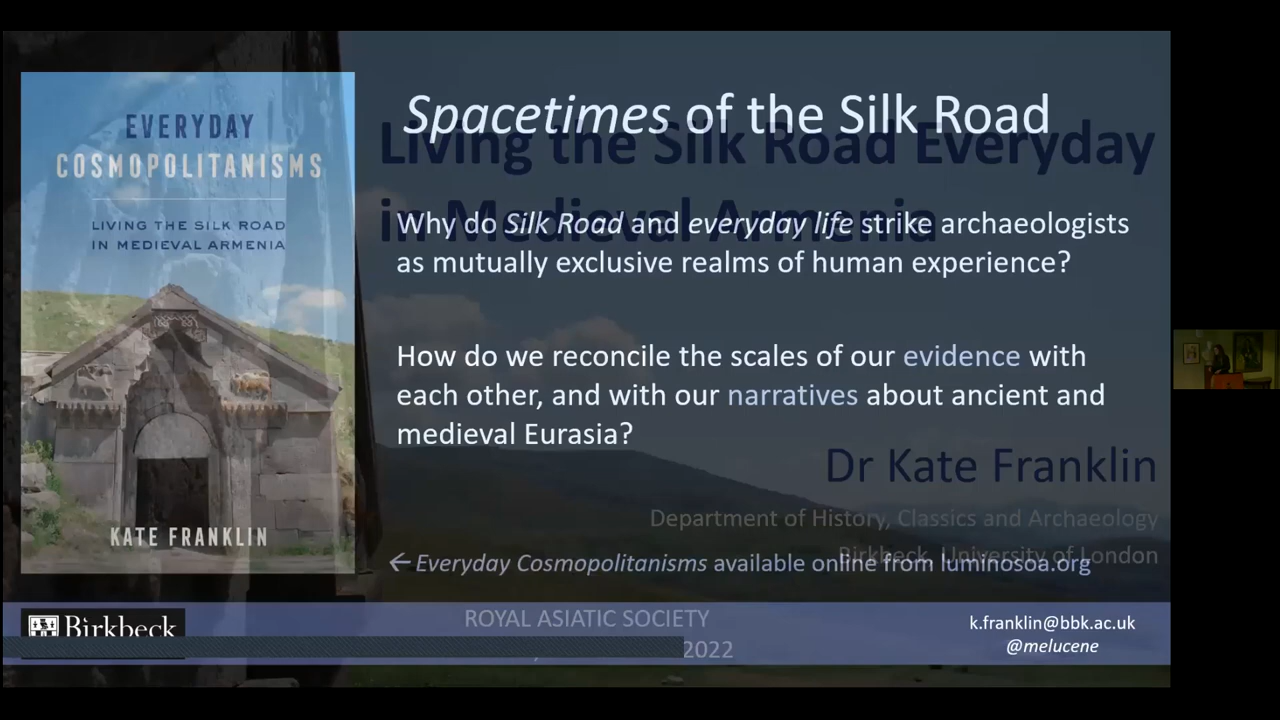 EVERYDAY
COSMOPOLITANISMS
LIVING THE SILK ROAD
IN MEDIEVAL ARMENIA
KATE FRANKLIN
Spacetimes of the Silk Road
Living the Silk Road Everyday
in Medieval Armenia
Why do Silk Road and everyday life strike archaeologists
as mutually exclusive realms of human experience?
How do we reconcile the scales of our evidence with
each other, and with our narratives about ancient and
medieval Eurasia?
Dr Kate Franklin
Department of History, Classics and Archaeology
Birkbeck, University of London
← Everyday Cosmopolitanisms available online from luminosoa.org
Birkbeck
ROYAL ASIATIC SOCIETY
2022
k.franklin@bbk.ac.uk
@melucene